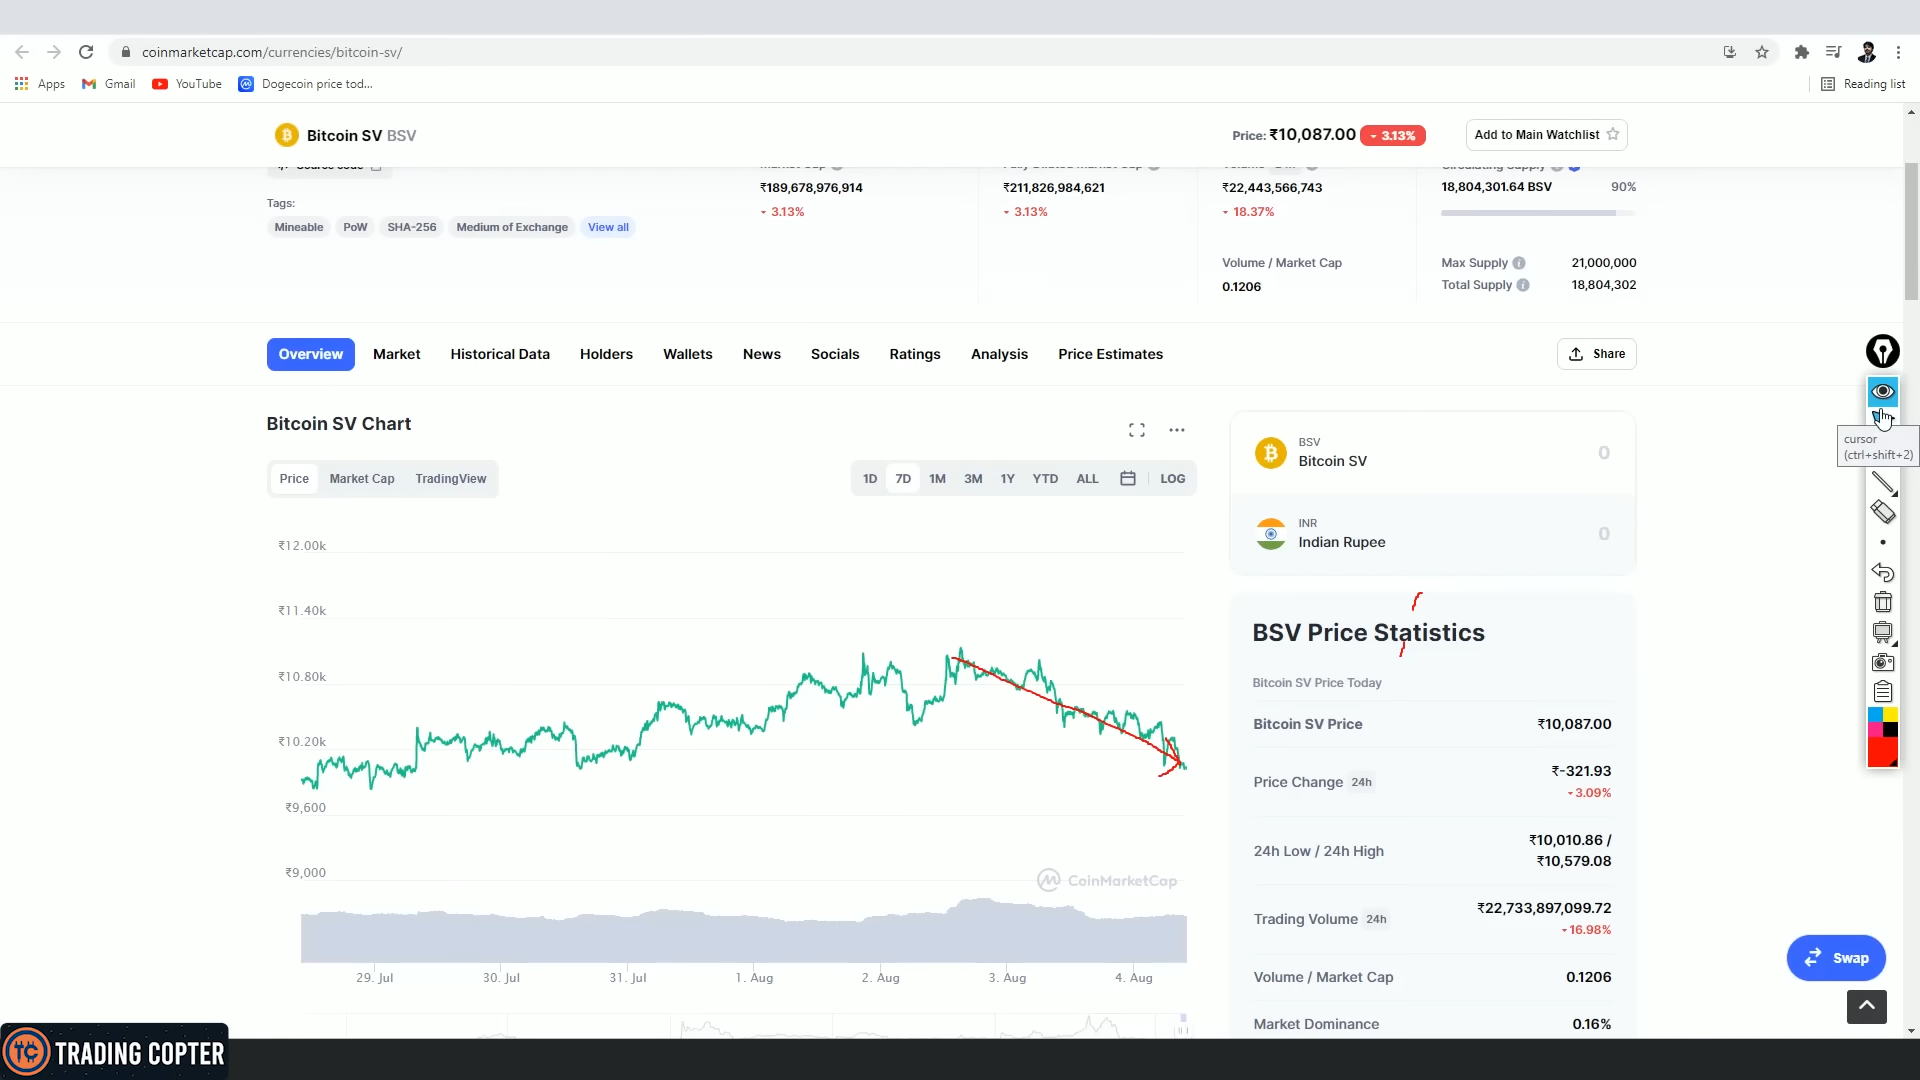 coinmarketcap.com/currencies/bitcoin-sv/
Apps Gmail YouTube Dogecoin price tod... Reading list
Bitcoin SV BSV Price: ₹10,087.00 3.13% Add to Main Watchlist
₹189,678,976,914 ₹211,826,984,621 ₹22,443,566,743 18,804,301.64 BSV 90%
Tags:
3.13% 3.13% 18.37%
Mineable PoW SHA-256 Medium of Exchange View all
Volume / Market Cap Max Supply 21,000,000
0.1206 Total Supply 18,804,302
Overview Market Historical Data Holders Wallets News Socials Ratings Analysis Price Estimates Share
Bitcoin SV Chart
Price Market Cap TradingView 1D 7D 1M 3M 1Y YTD ALL LOG
₹12.00k
₹11.40k
₹10.80k
₹10.20k
₹9,600
₹9,000
CoinMarketCap
29. Jul 30. Jul 31. Jul 1. Aug 2. Aug 3. Aug 4. Aug
BSV
Bitcoin SV 0
INR
Indian Rupee 0
BSV Price Statistics
Bitcoin SV Price Today
Bitcoin SV Price ₹10,087.00
Price Change 24h ₹-321.93
3.09%
24h Low / 24h High ₹10,010.86 /
₹10,579.08
Trading Volume 24h ₹22,733,897,099.72
16.98%
Volume / Market Cap 0.1206
Market Dominance 0.16%
cursor
(ctrl+shift+2)
Swap
TC TRADING COPTER